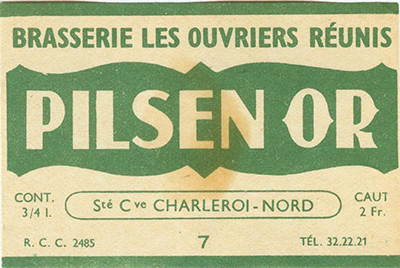 BRASSERIE LES OUVRIERS RÉUNIS
PILSEN OR
CONT.
3/4 l.
Sté Cve CHARLEROI-NORD
CAUT
2 Fr.
R. C. C. 2485
7
TÉL. 32.22.21